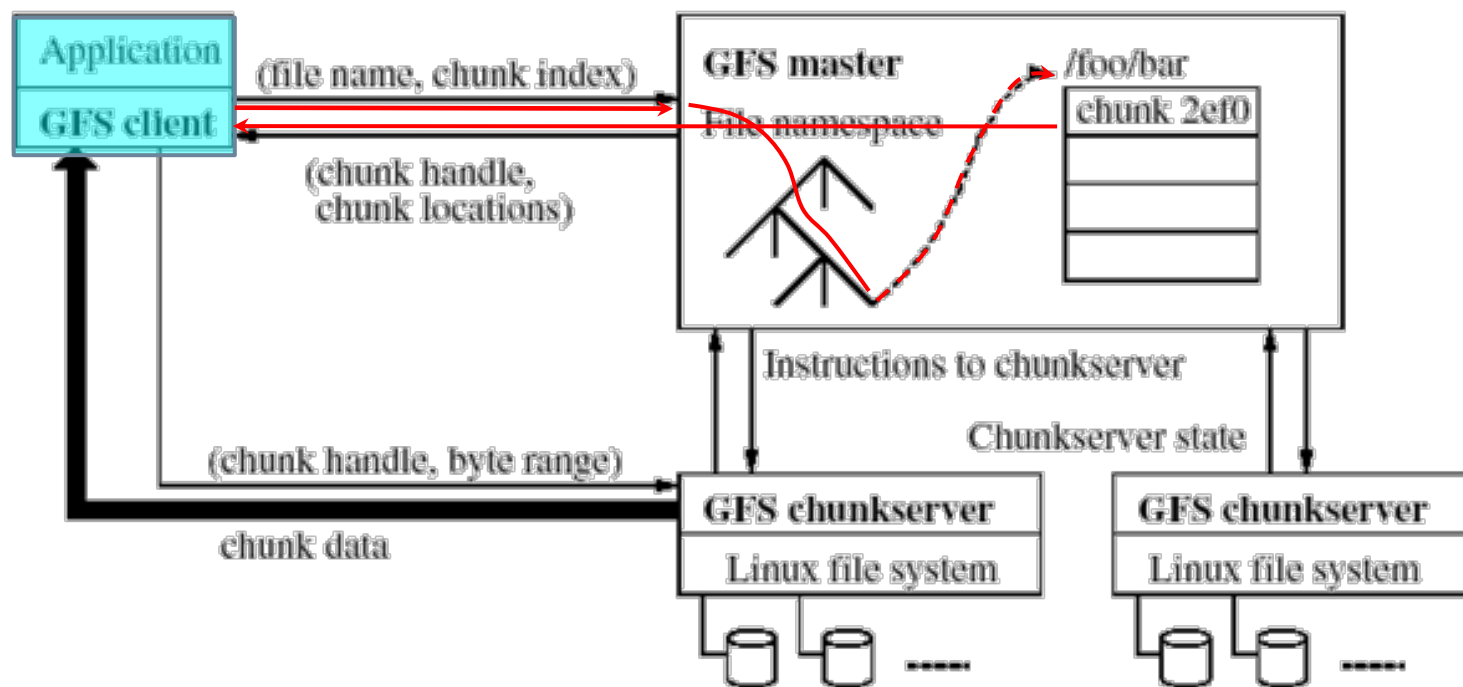 Application
GFS client
(file name, chunk index)
(chunk handle,
chunk locations)
GFS master
File namespace
/foo/bar
chunk 2ef0
Instructions to chunkserver
Chunkserver state
(chunk handle, byte range)
chunk data
GFS chunkserver
Linux file system
GFS chunkserver
Linux file system